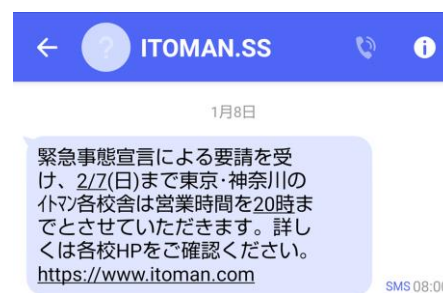 ITOMAN.SS
1月8日
緊急事態宣言による要請を受
け、2/7(日)まで東京･神奈川の
ｲﾄﾏﾝ各校舎は営業時間を20時ま
でとさせていただきます。詳し
くは各校HPをご確認ください。
https://www.itoman.com
SMS 08:00